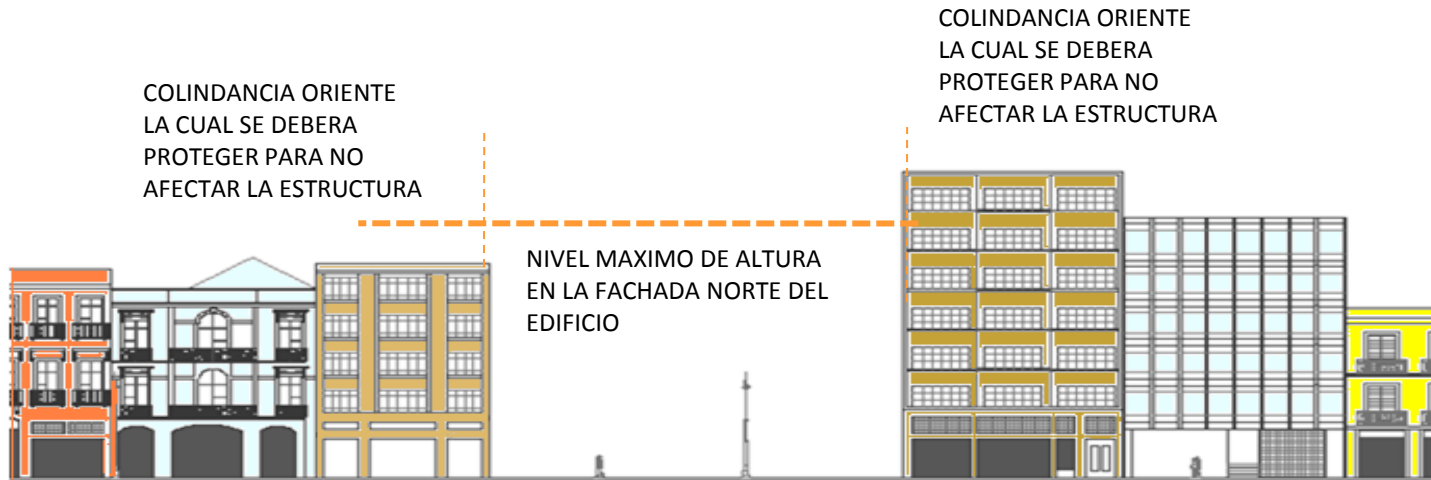 COLINDANCIA ORIENTE
LA CUAL SE DEBERA
PROTEGER PARA NO
AFECTAR LA ESTRUCTURA
COLINDANCIA ORIENTE
LA CUAL SE DEBERA
PROTEGER PARA NO
AFECTAR LA ESTRUCTURA
NIVEL MAXIMO DE ALTURA
EN LA FACHADA NORTE DEL
EDIFICIO